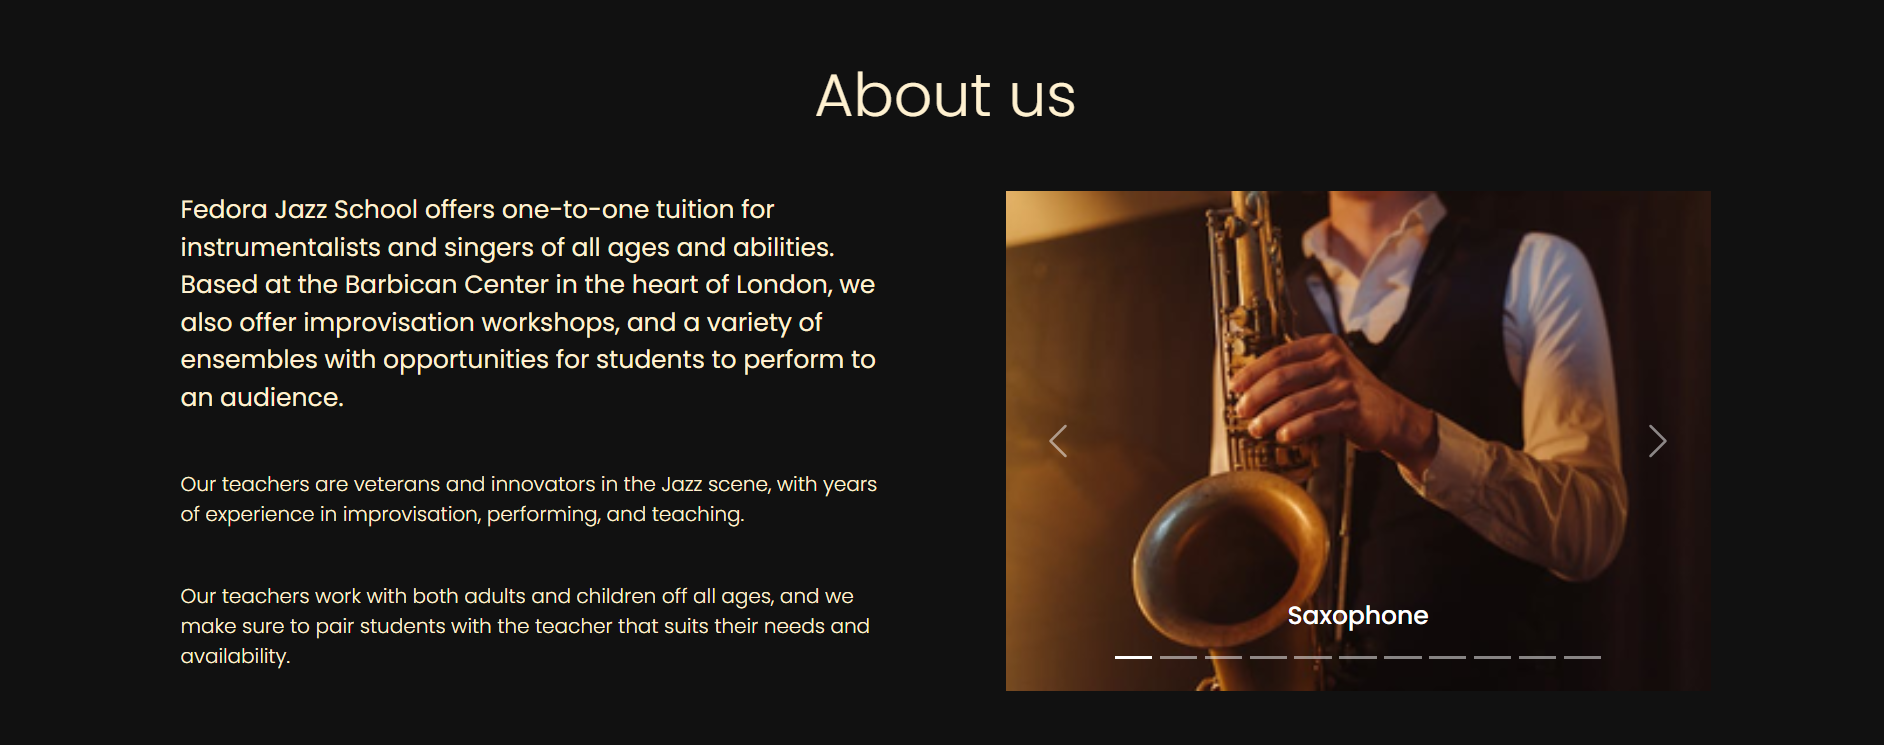 About us
Fedora Jazz School offers one-to-one tuition for
instrumentalists and singers of all ages and abilities.
Based at the Barbican Center in the heart of London, we
also offer improvisation workshops, and a variety of
ensembles with opportunities for students to perform to
an audience.
Our teachers are veterans and innovators in the Jazz scene, with years
of experience in improvisation, performing, and teaching.
Our teachers work with both adults and children off all ages, and we
make sure to pair students with the teacher that suits their needs and
availability.
Saxophone